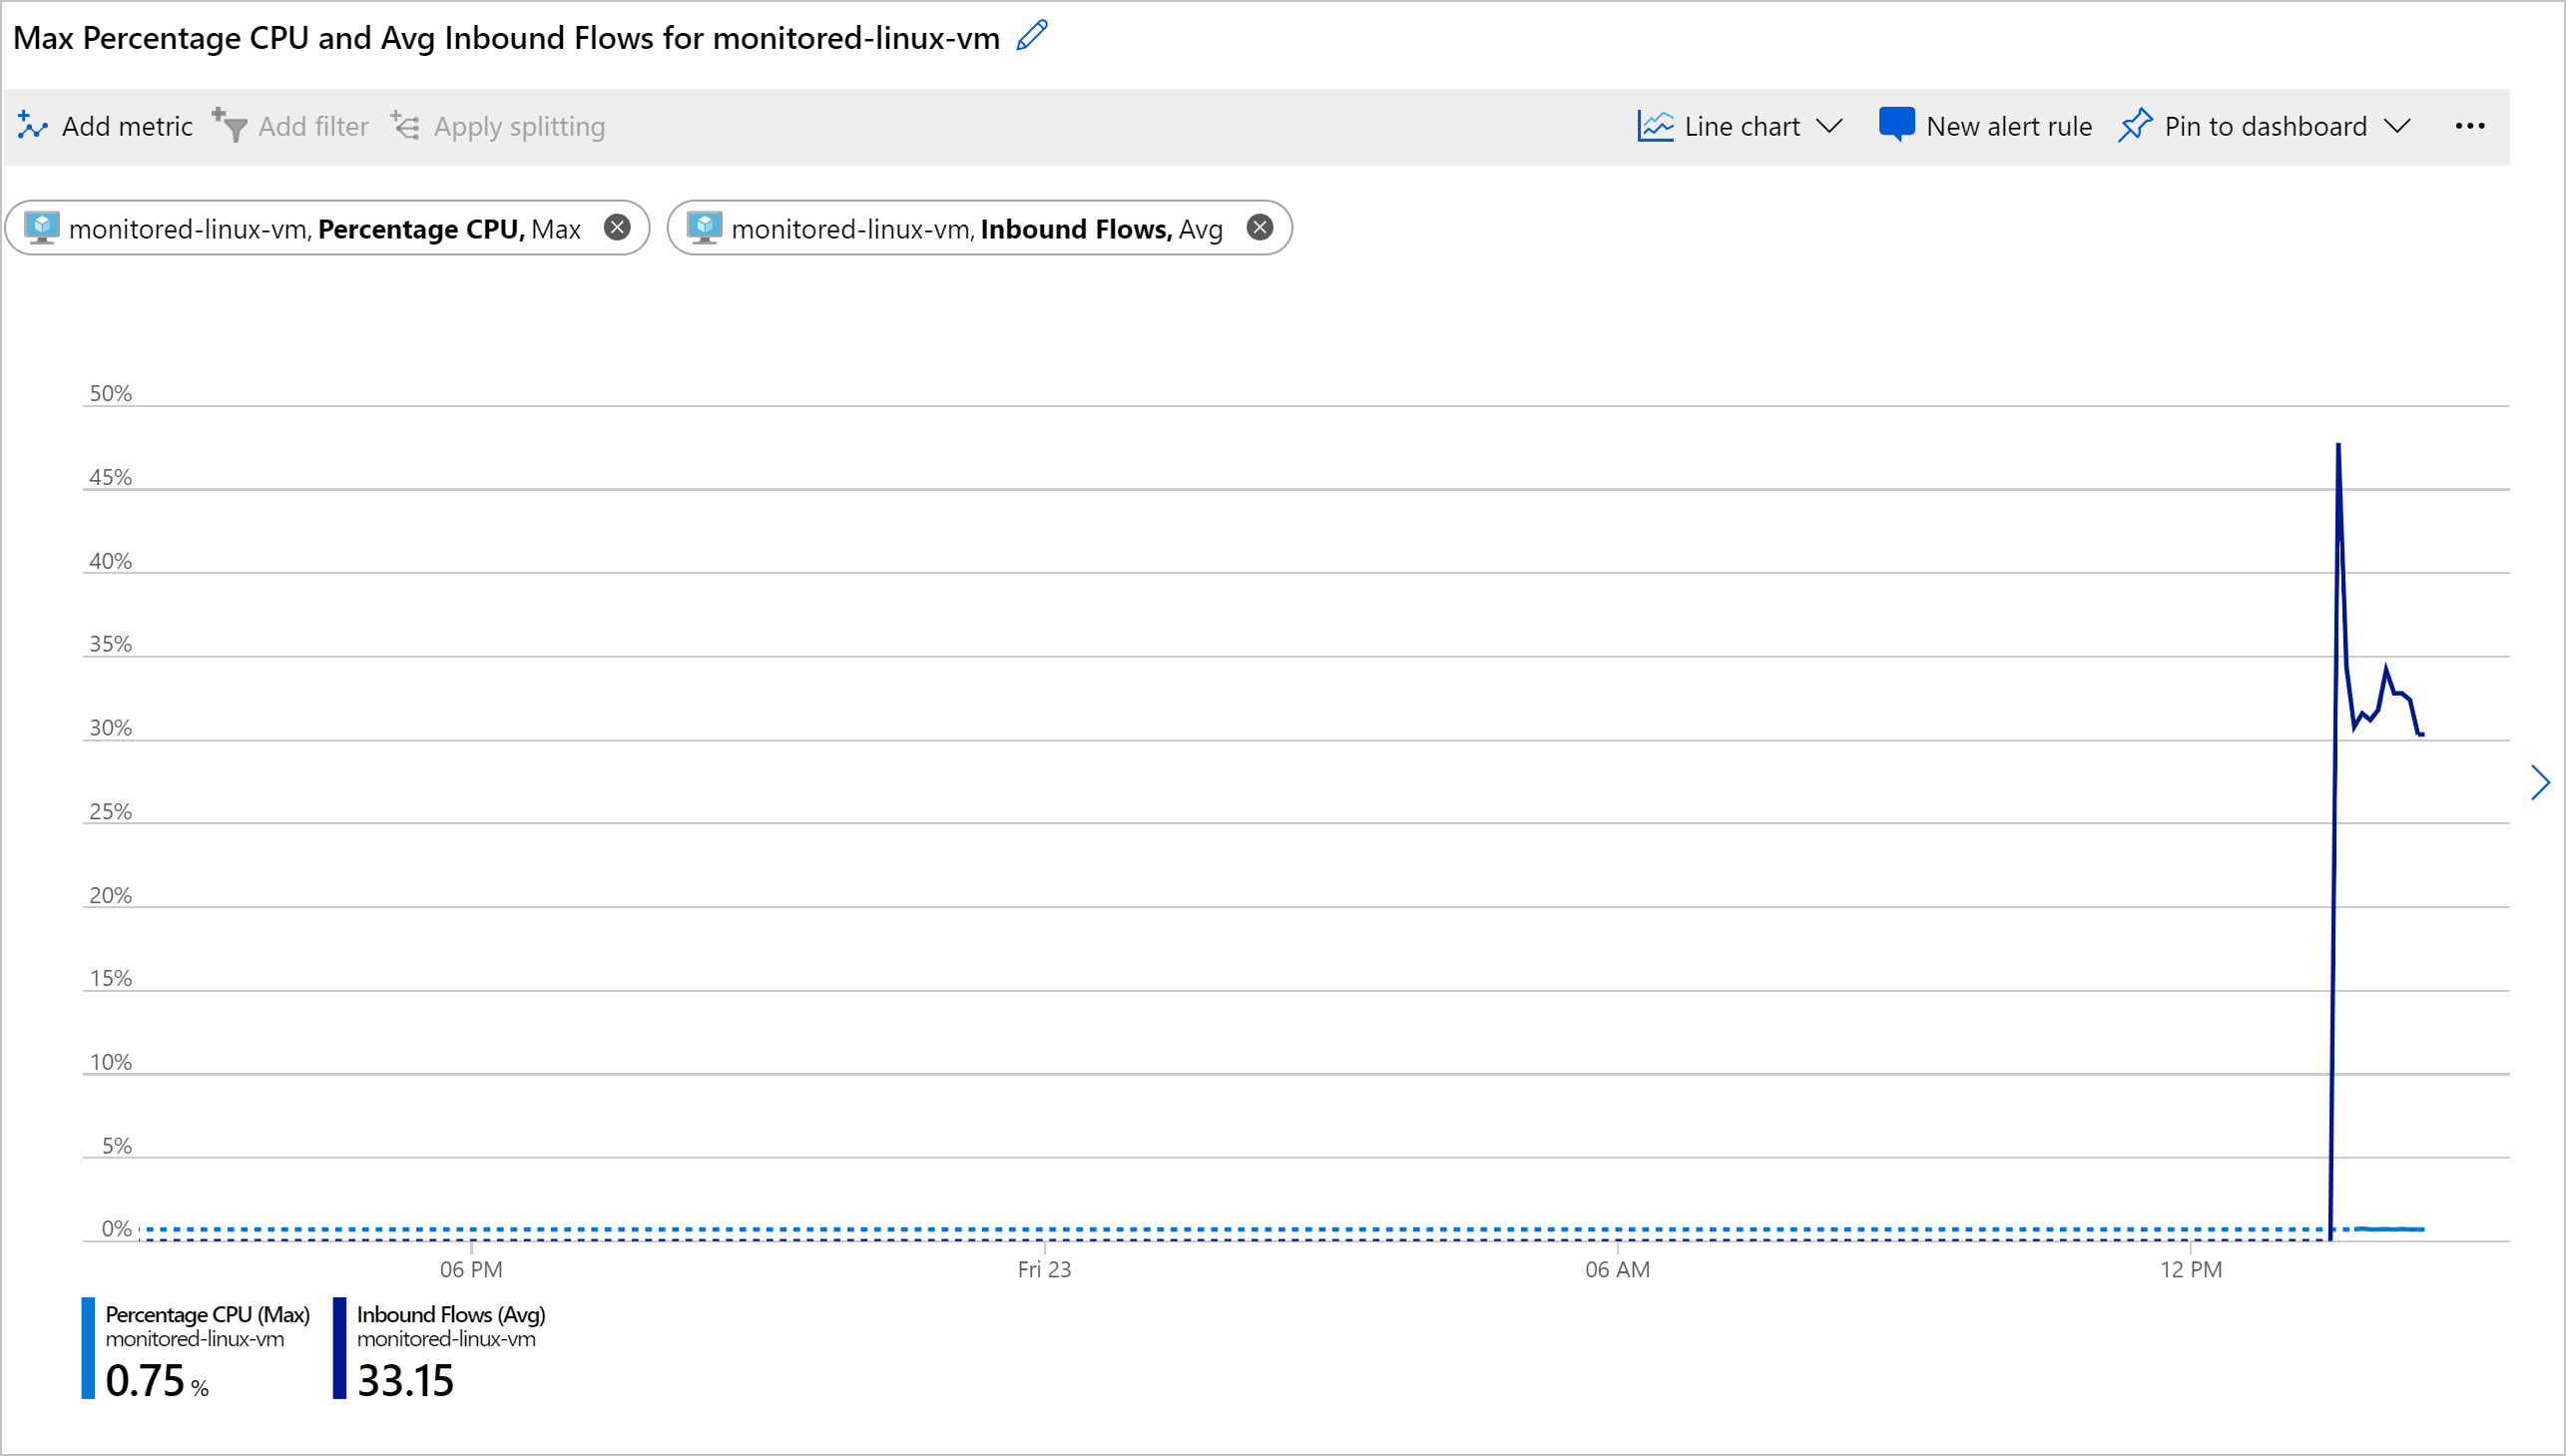 Max Percentage CPU and Avg Inbound Flows for monitored-linux-vm
Add metric Add filter Apply splitting Line chart New alert rule Pin to dashboard
monitored-linux-vm, Percentage CPU, Max monitored-linux-vm, Inbound Flows, Avg
50%
45%
40%
35%
30%
25%
20%
15%
10%
5%
0%
06 PM Fri 23 06 AM 12 PM
Percentage CPU (Max)
monitored-linux-vm
0.75 %
Inbound Flows (Avg)
monitored-linux-vm
33.15